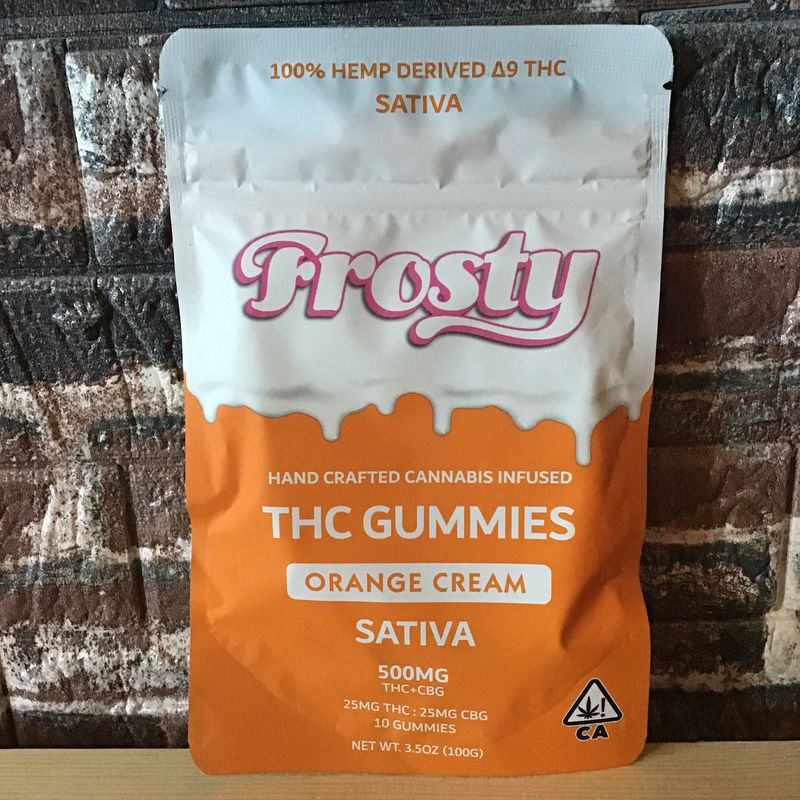 100% HEMP DERIVED Δ9 THC
SATIVA
Frosty
HAND CRAFTED CANNABIS INFUSED
THC GUMMIES
ORANGE CREAM
SATIVA
500MG
THC+CBG
25MG THC : 25MG CBG
10 GUMMIES
NET WT. 3.5OZ (100G)
!
CA